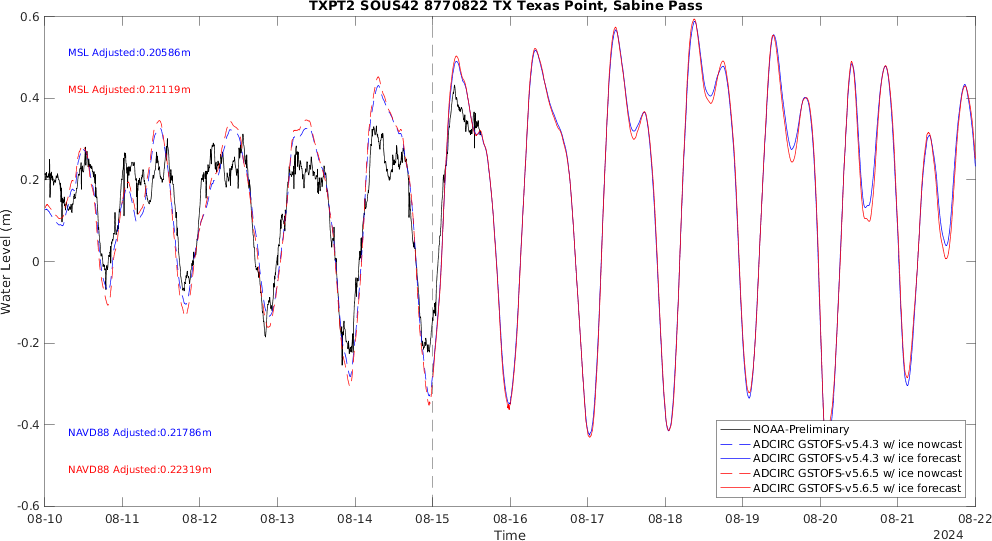 TXPT2 SOUS42 8770822 TX Texas Point, Sabine Pass
0.6
0.4
0.2
0
-0.2
-0.4
-0.6
Water Level (m)
MSL Adjusted:0.20586m
MSL Adjusted:0.21119m
NAVD88 Adjusted:0.21786m
NAVD88 Adjusted:0.22319m
NOAA-Preliminary
ADCIRC GSTOFS-v5.4.3 w/ ice nowcast
ADCIRC GSTOFS-v5.4.3 w/ ice forecast
ADCIRC GSTOFS-v5.6.5 w/ ice nowcast
ADCIRC GSTOFS-v5.6.5 w/ ice forecast
08-10 08-11 08-12 08-13 08-14 08-15 08-16 08-17 08-18 08-19 08-20 08-21 08-22
Time
2024